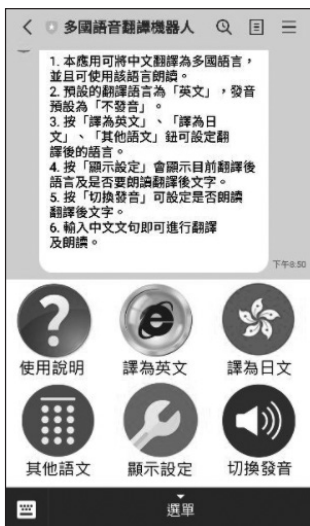 多國語音翻譯機器人
1. 本應用可將中文翻譯為多國語言，
並且可使用該語言朗讀。
2. 預設的翻譯語言為「英文」，發音
預設為「不發音」。
3. 按「譯為英文」、「譯為日
文」、「其他語文」鈕可設定翻
譯後的語言。
4. 按「顯示設定」會顯示目前翻譯後
語言及是否要朗讀翻譯後文字。
5. 按「切換發音」可設定是否朗讀
翻譯後文字。
6. 輸入中文文句即可進行翻譯
及朗讀。
下午8:50
使用說明 譯為英文 譯為日文
其他語文 顯示設定 切換發音
選單